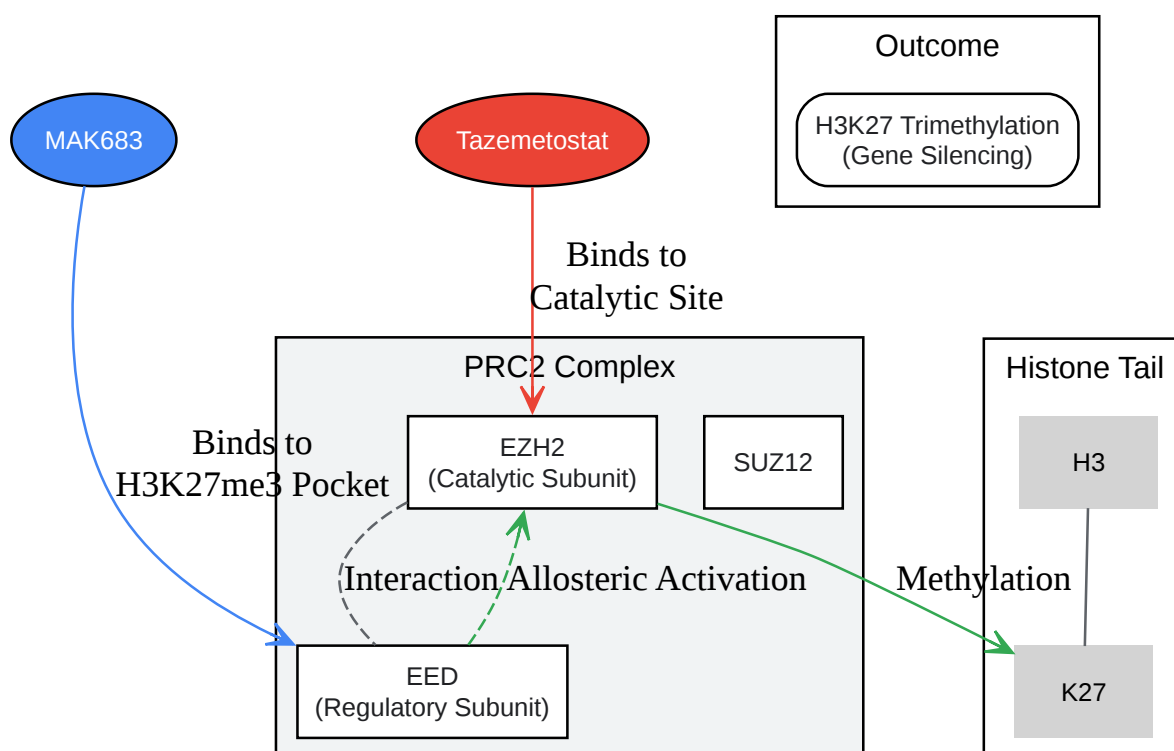 Outcome
H3K27 Trimethylation
(Gene Silencing)
MAK683
Tazemetostat
Binds to
Catalytic Site
PRC2 Complex
Histone Tail
Binds to
H3K27me3 Pocket
EZH2
(Catalytic Subunit)
SUZ12
H3
Interaction
Allosteric Activation
Methylation
EED
(Regulatory Subunit)
K27